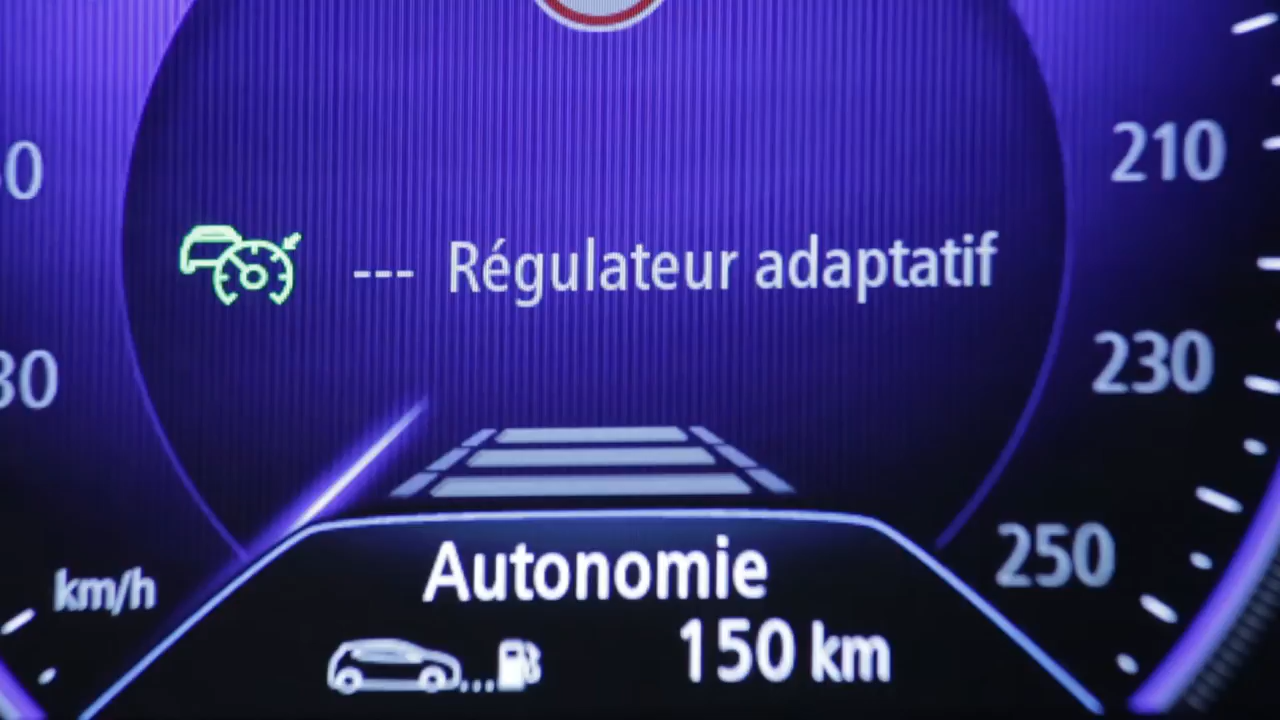 210
--- Régulateur adaptatif
230
250
km/h
Autonomie
150 km